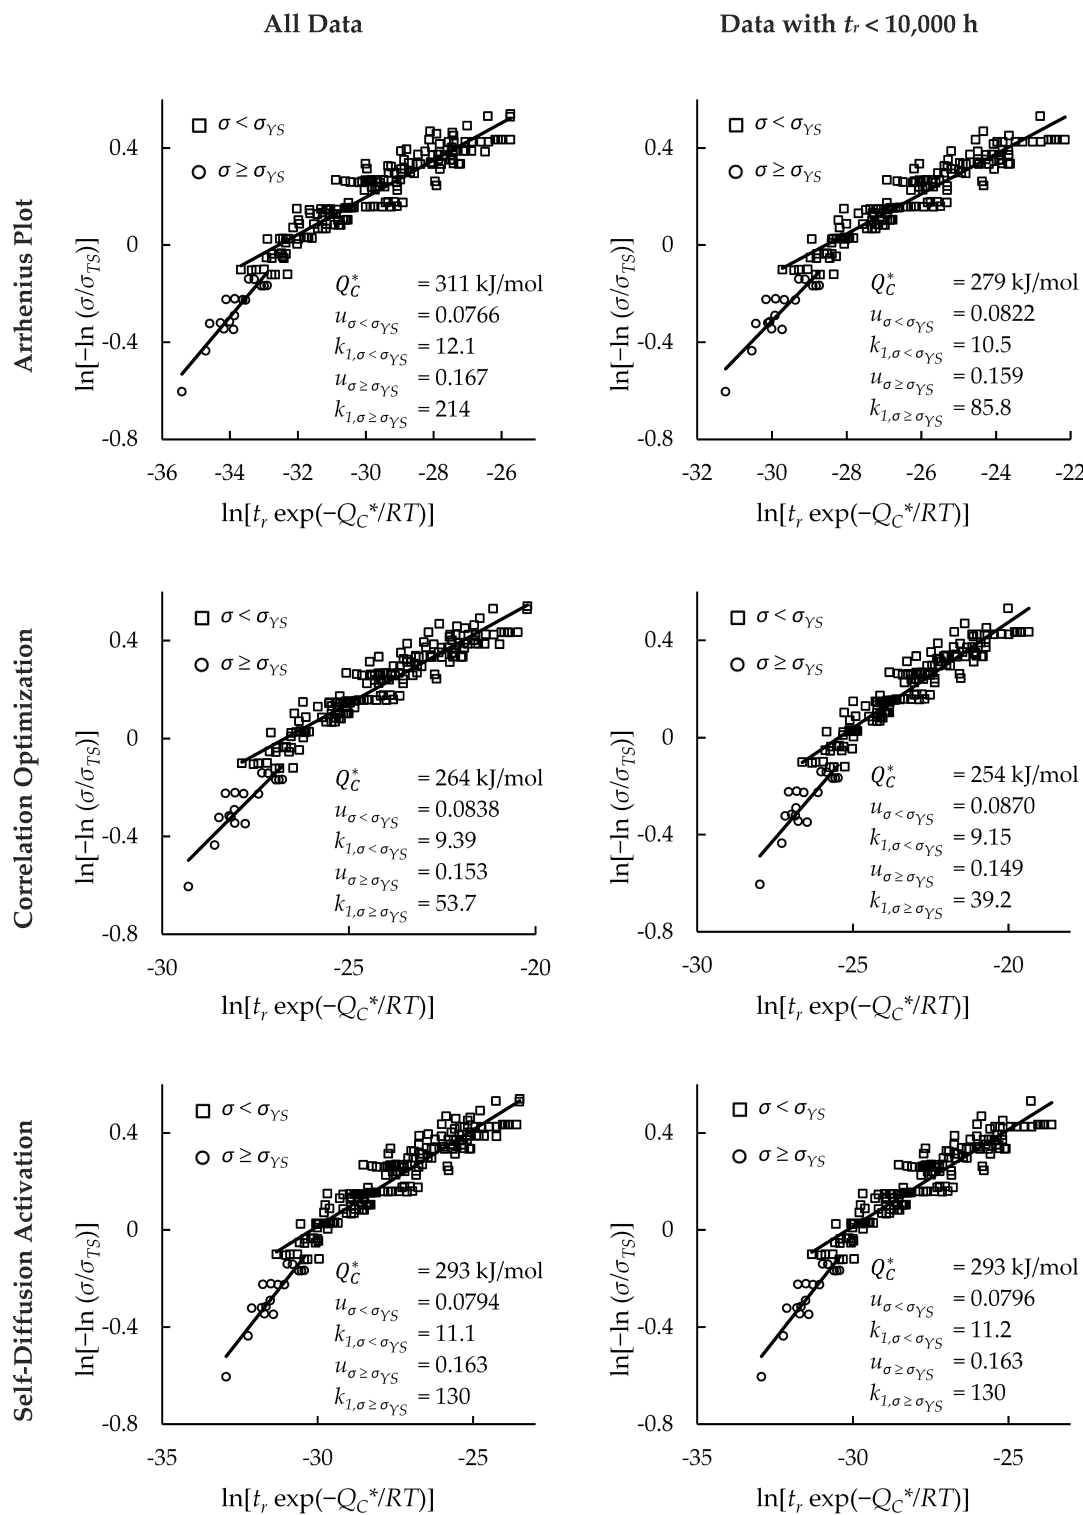 All Data
Data with tr < 10,000 h
Arrhenius Plot
ln[−ln (σ/σTS)]
0.4
0
-0.4
-0.8
σ < σYS
σ ≥ σYS
Q*C = 311 kJ/mol
uσ < σYS = 0.0766
k1,σ < σYS = 12.1
uσ ≥ σYS = 0.167
k1,σ ≥ σYS = 214
-36 -34 -32 -30 -28 -26
ln[tr exp(−QC*/RT)]
ln[−ln (σ/σTS)]
0.4
0
-0.4
-0.8
σ < σYS
σ ≥ σYS
Q*C = 279 kJ/mol
uσ < σYS = 0.0822
k1,σ < σYS = 10.5
uσ ≥ σYS = 0.159
k1,σ ≥ σYS = 85.8
-32 -30 -28 -26 -24 -22
ln[tr exp(−QC*/RT)]
Correlation Optimization
ln[−ln (σ/σTS)]
0.4
0
-0.4
-0.8
σ < σYS
σ ≥ σYS
Q*C = 264 kJ/mol
uσ < σYS = 0.0838
k1,σ < σYS = 9.39
uσ ≥ σYS = 0.153
k1,σ ≥ σYS = 53.7
-30 -25 -20
ln[tr exp(−QC*/RT)]
ln[−ln (σ/σTS)]
0.4
0
-0.4
-0.8
σ < σYS
σ ≥ σYS
Q*C = 254 kJ/mol
uσ < σYS = 0.0870
k1,σ < σYS = 9.15
uσ ≥ σYS = 0.149
k1,σ ≥ σYS = 39.2
-30 -25 -20
ln[tr exp(−QC*/RT)]
Self-Diffusion Activation
ln[−ln (σ/σTS)]
0.4
0
-0.4
-0.8
σ < σYS
σ ≥ σYS
Q*C = 293 kJ/mol
uσ < σYS = 0.0794
k1,σ < σYS = 11.1
uσ ≥ σYS = 0.163
k1,σ ≥ σYS = 130
-35 -30 -25
ln[tr exp(−QC*/RT)]
ln[−ln (σ/σTS)]
0.4
0
-0.4
-0.8
σ < σYS
σ ≥ σYS
Q*C = 293 kJ/mol
uσ < σYS = 0.0796
k1,σ < σYS = 11.2
uσ ≥ σYS = 0.163
k1,σ ≥ σYS = 130
-35 -30 -25
ln[tr exp(−QC*/RT)]